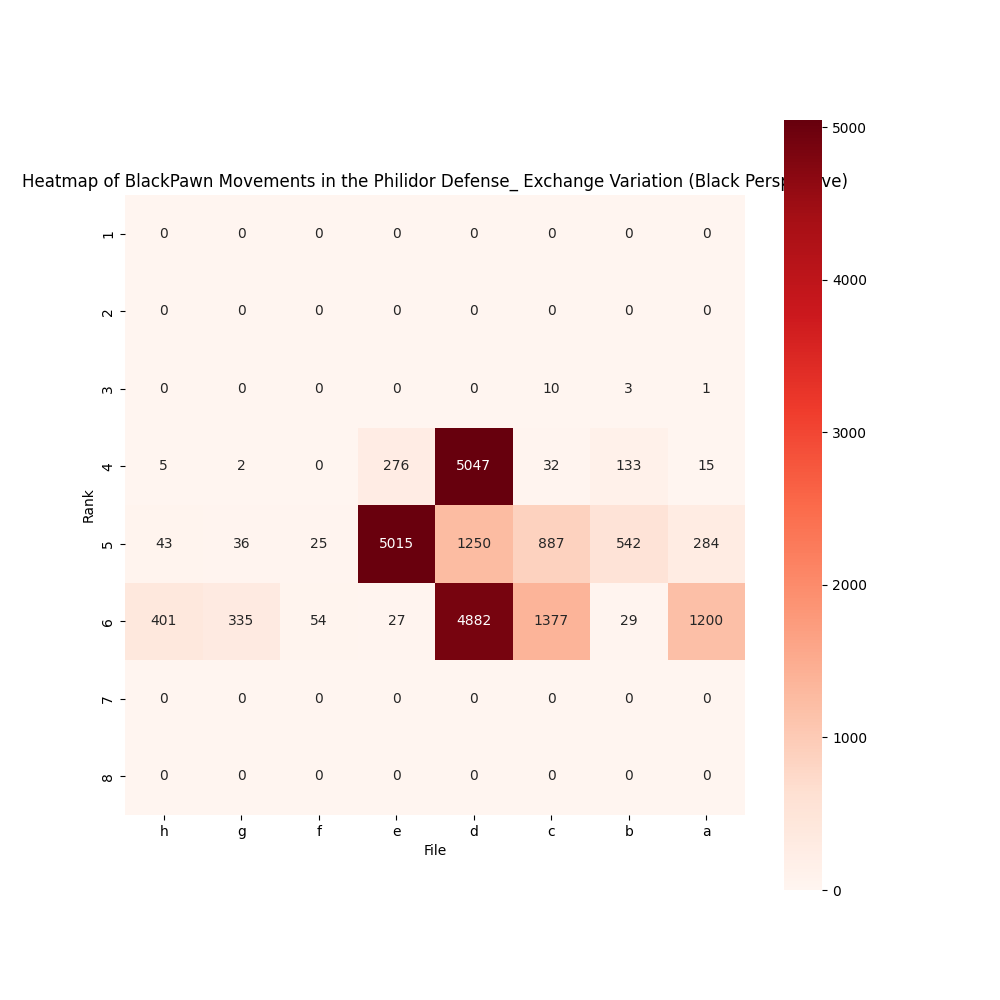 Heatmap of BlackPawn Movements in the Philidor Defense_ Exchange Variation (Black Perspective)
5000
4000
3000
2000
1000
0
Rank
1 0 0 0 0 0 0 0 0
2 0 0 0 0 0 0 0 0
3 0 0 0 0 0 10 3 1
4 5 2 0 276 5047 32 133 15
5 43 36 25 5015 1250 887 542 284
6 401 335 54 27 4882 1377 29 1200
7 0 0 0 0 0 0 0 0
8 0 0 0 0 0 0 0 0
h g f e d c b a
File